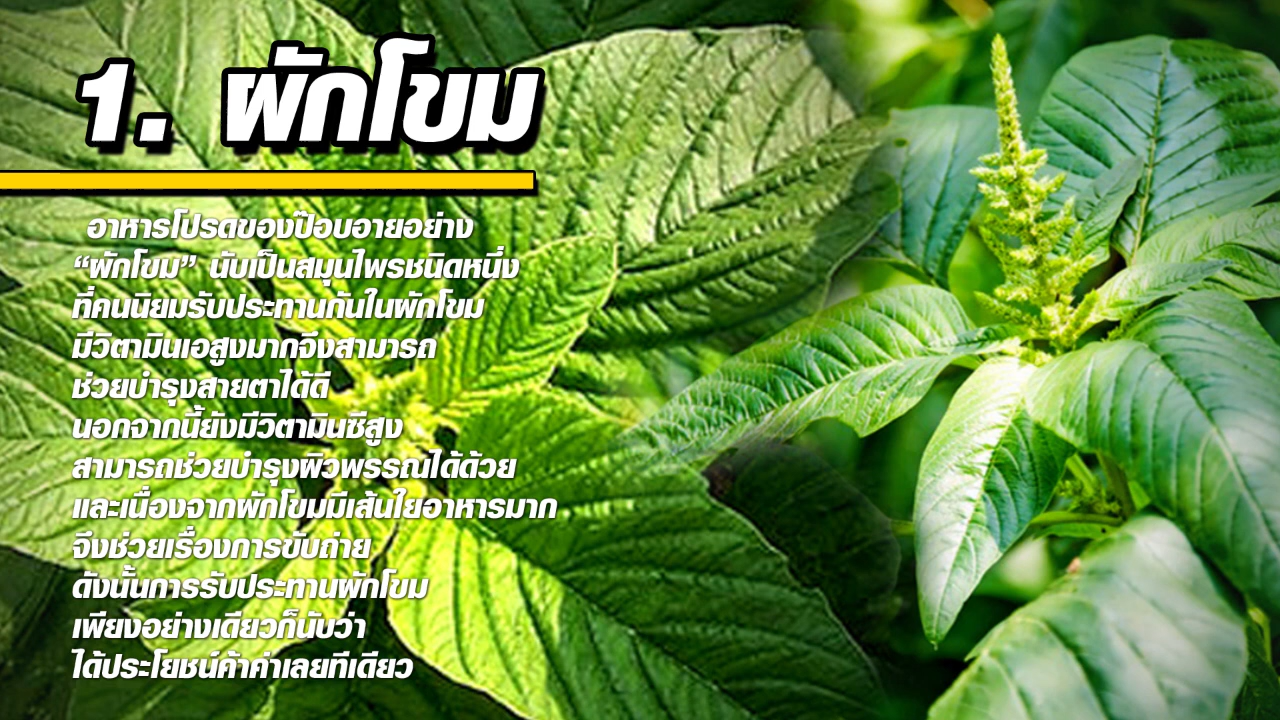 1. ผักโขม
อาหารโปรดของป๊อบอายอย่าง
“ผักโขม” นับเป็นสมุนไพรชนิดหนึ่ง
ที่คนนิยมรับประทานกันในผักโขม
มีวิตามินเอสูงมากจึงสามารถ
ช่วยบำรุงสายตาได้ดี
นอกจากนี้ยังมีวิตามินซีสูง
สามารถช่วยบำรุงผิวพรรณได้ด้วย
และเนื่องจากผักโขมมีเส้นใยอาหารมาก
จึงช่วยเรื่องการขับถ่าย
ดังนั้นการรับประทานผักโขม
เพียงอย่างเดียวก็นับว่า
ได้ประโยชน์ค้าค่าเลยทีเดียว